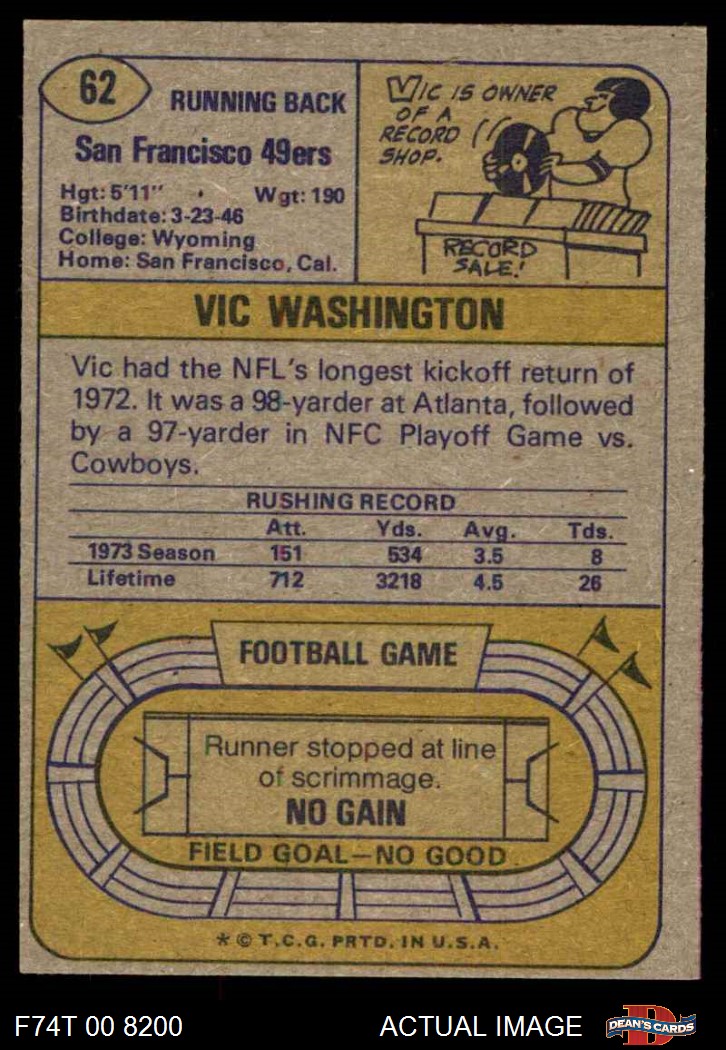 62
RUNNING BACK
San Francisco 49ers
Hgt: 5'11" Wgt: 190
Birthdate: 3-23-46
College: Wyoming
Home: San Francisco, Cal.
VIC IS OWNER
OF A
RECORD
SHOP.
RECORD
SALE!
VIC WASHINGTON
Vic had the NFL's longest kickoff return of
1972. It was a 98-yarder at Atlanta, followed
by a 97-yarder in NFC Playoff Game vs.
Cowboys.
RUSHING RECORD
Att. Yds. Avg. Tds.
1973 Season 151 534 3.5 8
Lifetime 712 3218 4.5 26
FOOTBALL GAME
Runner stopped at line
of scrimmage.
NO GAIN
FIELD GOAL—NO GOOD
* © T.C.G. PRTD. IN U.S.A.
F74T 00 8200 ACTUAL IMAGE
D
DEAN'S CARDS